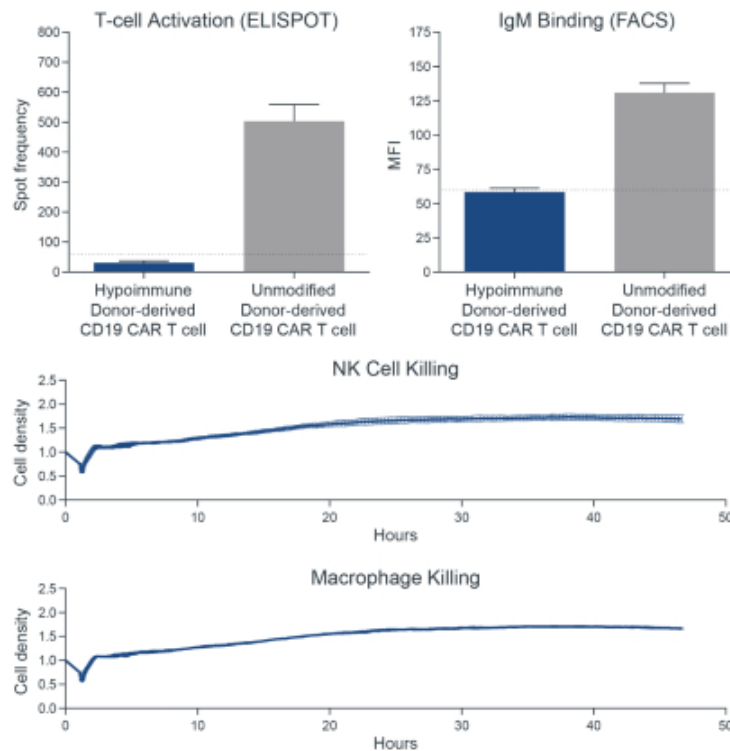 T-cell Activation (ELISPOT)
Spot frequency
800
700
600
500
400
300
200
100
0
Hypoimmune
Donor-derived
CD19 CAR T cell
Unmodified
Donor-derived
CD19 CAR T cell
IgM Binding (FACS)
MFI
175
150
125
100
75
50
25
0
Hypoimmune
Donor-derived
CD19 CAR T cell
Unmodified
Donor-derived
CD19 CAR T cell
NK Cell Killing
Cell density
2.5
2.0
1.5
1.0
0.5
0.0
0 10 20 30 40 50
Hours
Macrophage Killing
Cell density
2.5
2.0
1.5
1.0
0.5
0.0
0 10 20 30 40 50
Hours